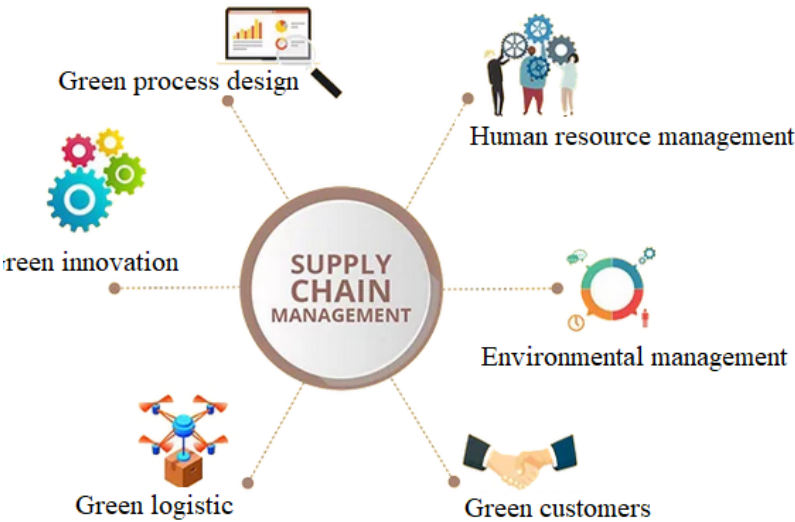 Green process design
Human resource management
reen innovation
SUPPLY
CHAIN
MANAGEMENT
Environmental management
Green logistic
Green customers